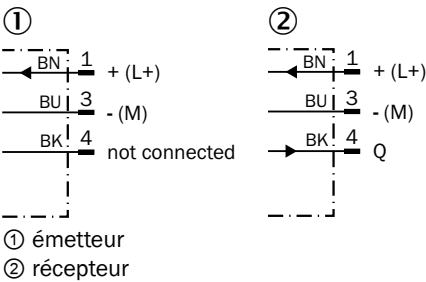 ① ②
BN 1 + (L+) BN 1 + (L+)
BU 3 - (M) BU 3 - (M)
BK 4 not connected BK 4 Q
① émetteur
② récepteur